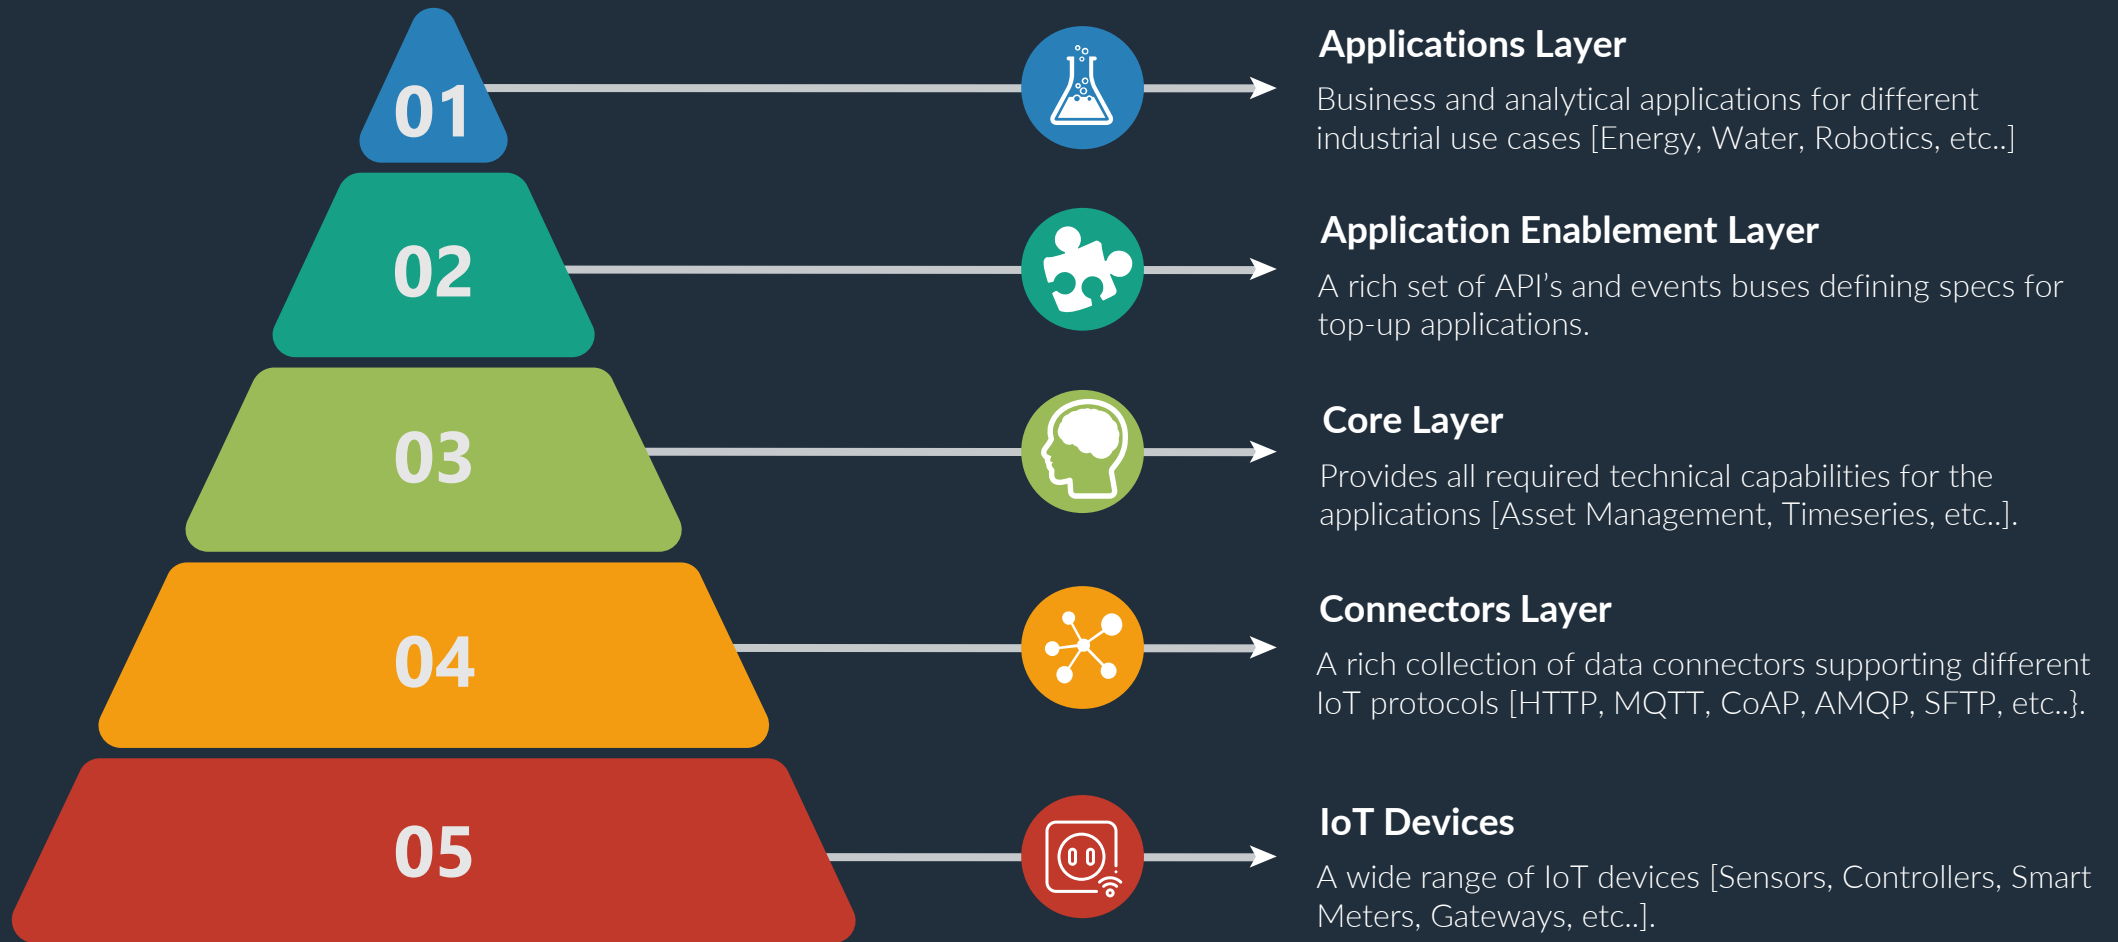 01
Applications Layer
Business and analytical applications for different
industrial use cases [Energy, Water, Robotics, etc..]
02
Application Enablement Layer
A rich set of API’s and events buses defining specs for
top-up applications.
03
Core Layer
Provides all required technical capabilities for the
applications [Asset Management, Timeseries, etc..].
04
Connectors Layer
A rich collection of data connectors supporting different
IoT protocols [HTTP, MQTT, CoAP, AMQP, SFTP, etc..}.
05
IoT Devices
A wide range of IoT devices [Sensors, Controllers, Smart
Meters, Gateways, etc..].